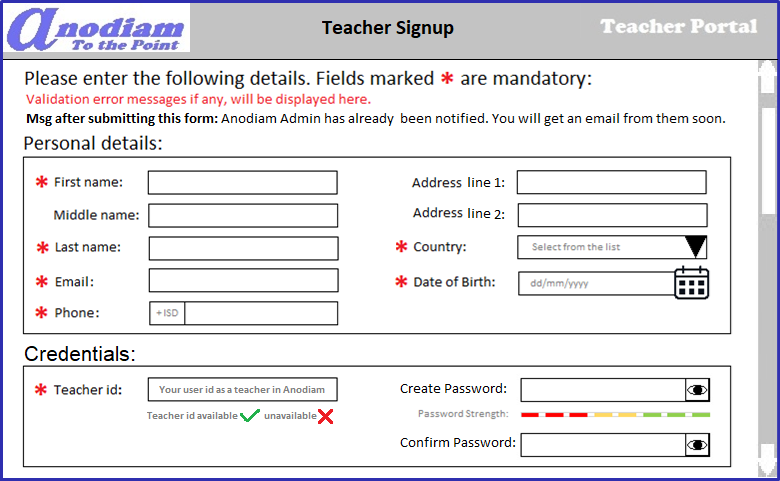 Anodiam
To the Point
Teacher Signup
Teacher Portal
Please enter the following details. Fields marked * are mandatory:
Validation error messages if any, will be displayed here.
Msg after submitting this form: Anodiam Admin has already been notified. You will get an email from them soon.
Personal details:
* First name:
Middle name:
* Last name:
* Email:
* Phone: +ISD
Address line 1:
Address line 2:
* Country: Select from the list
* Date of Birth: dd/mm/yyyy
Credentials:
* Teacher id: Your user id as a teacher in Anodiam
Teacher id available unavailable
Create Password:
Password Strength:
Confirm Password: